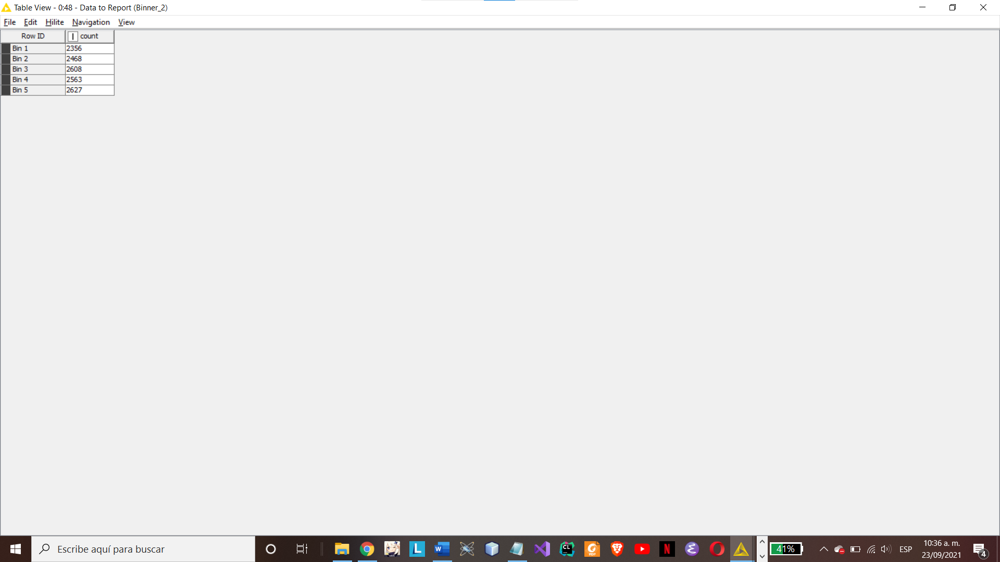 Table View - 0:48 - Data to Report (Binner_2)
File Edit Hilite Navigation View
Row ID I count
Bin 1 2356
Bin 2 2468
Bin 3 2608
Bin 4 2563
Bin 5 2627
Escribe aquí para buscar
L
W
CL
PDF
N
41%
ESP
10:36 a. m.
23/09/2021
4